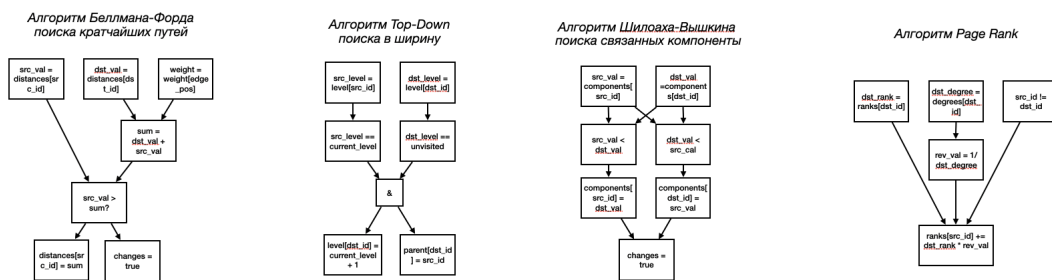 Алгоритм Беллмана-Форда
поиска кратчайших путей
src_val =
distances[sr
c_id]
dst_val =
distances[ds
t_id]
weight =
weight[edge
_pos]
sum =
dst_val +
src_val
src_val >
sum?
distances[sr
c_id] = sum
changes =
true
Алгоритм Top-Down
поиска в ширину
src_level =
level[src_id]
dst_level =
level[dst_id]
src_level ==
current_level
dst_level ==
unvisited
&
level[dst_id] =
current_level
+ 1
parent[dst_id
] = src_id
Алгоритм Шилоаха-Вышкина
поиска связанных компоненты
src_val =
components[
src_id]
dst_val
=component
s[dst_id]
src_val <
dst_val
dst_val <
src_cal
components[
src_id] =
dst_val
components[
dst_id] =
src_val
changes =
true
Алгоритм Page Rank
dst_rank =
ranks[dst_id]
dst_degree =
degrees[dst_
id]
src_id !=
dst_id
rev_val = 1/
dst_degree
ranks[src_id] +=
dst_rank * rev_val